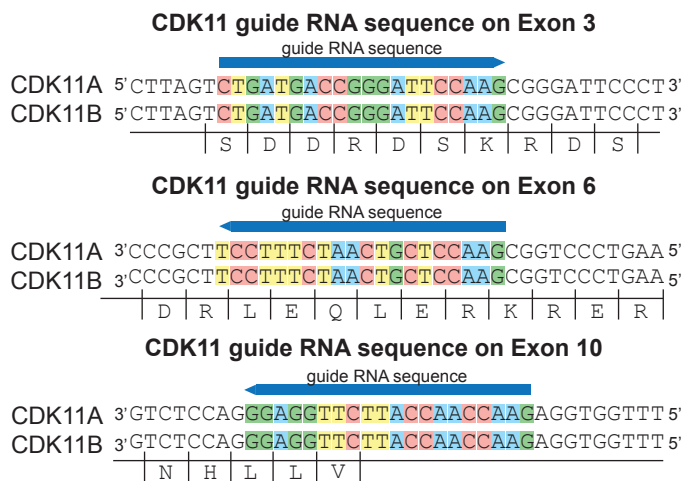 CDK11 guide RNA sequence on Exon 3
guide RNA sequence
CDK11A 5'CTTAGTCTGATGACCGGGATTCCAAGCGGGATTCCCT3'
CDK11B 5'CTTAGTCTGATGACCGGGATTCCAAGCGGGATTCCCT3'
S D D R D S K R D S
CDK11 guide RNA sequence on Exon 6
guide RNA sequence
CDK11A 3'CCCGCTTCCTTTCTAACTGCTCCAAGCGGTCCCTGAA5'
CDK11B 3'CCCGCTTCCTTTCTAACTGCTCCAAGCGGTCCCTGAA5'
D R L E Q L E R K R E R
CDK11 guide RNA sequence on Exon 10
guide RNA sequence
CDK11A 3'GTCTCCAGGGAGGTTCTTACCAACCAAGAGGTGGTTT5'
CDK11B 3'GTCTCCAGGGAGGTTCTTACCAACCAAGAGGTGGTTT5'
N H L L V